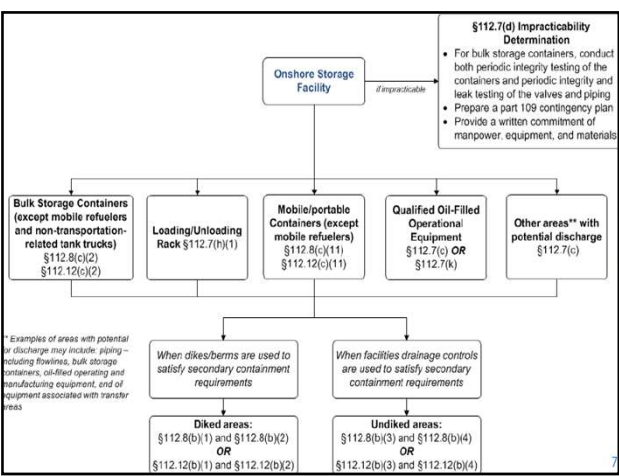 §112.7(d) Impracticability
Determination
• For bulk storage containers, conduct
both periodic integrity testing of the
containers and periodic integrity and
leak testing of the valves and piping
• Prepare a part 109 contingency plan
• Provide a written commitment of
manpower, equipment, and materials
Onshore Storage
Facility
if impracticable
Bulk Storage Containers
(except mobile refuelers
and non-transportation-
related tank trucks)
§112.8(c)(2)
§112.12(c)(2)
Loading/Unloading
Rack §112.7(h)(1)
Mobile/portable
Containers (except
mobile refuelers)
§112.8(c)(11)
§112.12(c)(11)
Qualified Oil-Filled
Operational
Equipment
§112.7(c) OR
§112.7(k)
Other areas** with
potential discharge
§112.7(c)
** Examples of areas with potential
for discharge may include: piping –
including flowlines, bulk storage
containers, oil-filled operating and
manufacturing equipment, and oil
equipment associated with transfer
areas
When dikes/berms are used to
satisfy secondary containment
requirements
When facilities drainage controls
are used to satisfy secondary
containment requirements
Diked areas:
§112.8(b)(1) and §112.8(b)(2)
OR
§112.12(b)(1) and §112.12(b)(2)
Undiked areas:
§112.8(b)(3) and §112.8(b)(4)
OR
§112.12(b)(3) and §112.12(b)(4)
7